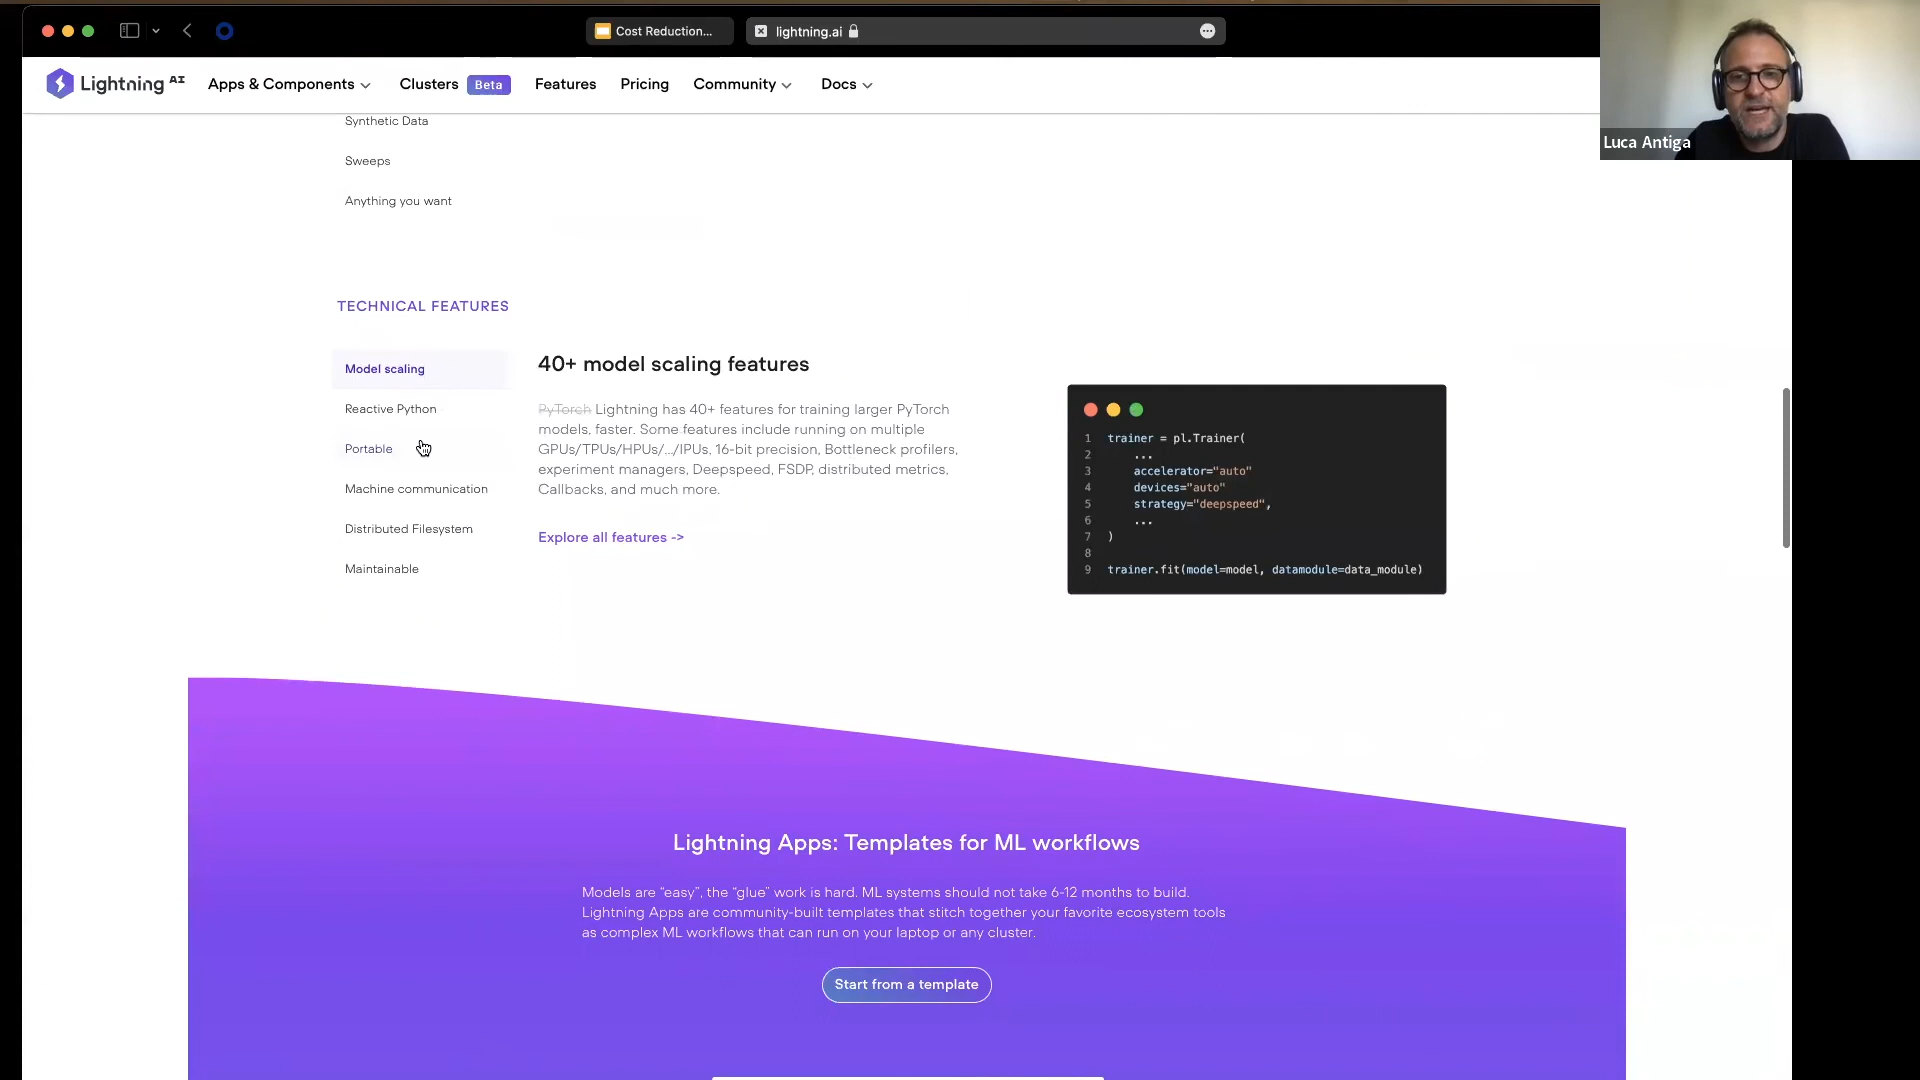 Cost Reduction...
lightning.ai
Lightning AI
Apps & Components
Clusters
Beta
Features
Pricing
Community
Docs
Luca Antiga
Synthetic Data
Sweeps
Anything you want
TECHNICAL FEATURES
Model scaling
Reactive Python
Portable
Machine communication
Distributed Filesystem
Maintainable
40+ model scaling features
PyTorch Lightning has 40+ features for training larger PyTorch
models, faster. Some features include running on multiple
GPUs/TPUs/HPUs/.../IPUs, 16-bit precision, Bottleneck profilers,
experiment managers, Deepspeed, FSDP, distributed metrics,
Callbacks, and much more.
Explore all features ->
1 trainer = pl.Trainer(
2 ...
3 accelerator="auto"
4 devices="auto"
5 strategy="deepspeed",
6 ...
7 )
8
9 trainer.fit(model=model, datamodule=data_module)
Lightning Apps: Templates for ML workflows
Models are “easy”, the “glue” work is hard. ML systems should not take 6-12 months to build.
Lightning Apps are community-built templates that stitch together your favorite ecosystem tools
as complex ML workflows that can run on your laptop or any cluster.
Start from a template